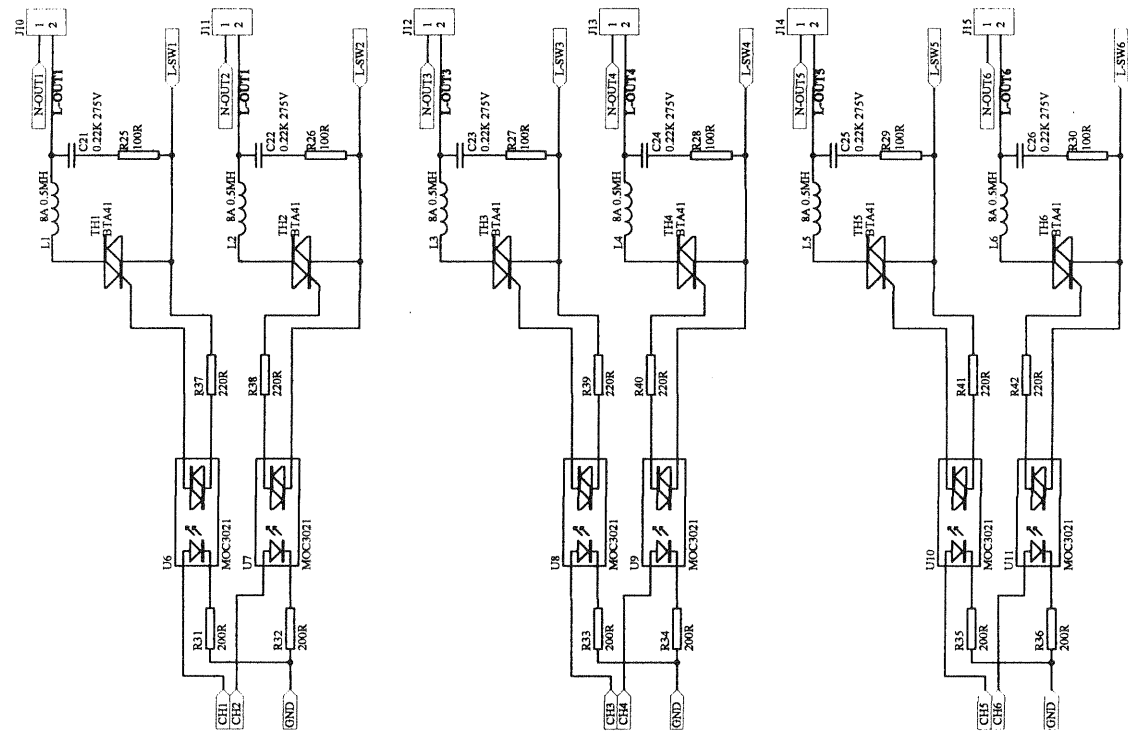 J10
1 2
N-OUT1
L-OUT1
L-SW1
C21
0.22K 275V
R25
100R
8A 0.5MH
L1
TH1
BTA41
R37
220R
U6
MOC3021
R31
200R
CH1
J11
1 2
N-OUT2
L-OUT1
L-SW2
C22
0.22K 275V
R26
100R
8A 0.5MH
L2
TH2
BTA41
R38
220R
U7
MOC3021
R32
200R
CH2
GND
J12
1 2
N-OUT3
L-OUT3
L-SW3
C23
0.22K 275V
R27
100R
8A 0.5MH
L3
TH3
BTA41
R39
220R
U8
MOC3021
R33
200R
CH3
J13
1 2
N-OUT4
L-OUT4
L-SW4
C24
0.22K 275V
R28
100R
8A 0.5MH
L4
TH4
BTA41
R40
220R
U9
MOC3021
R34
200R
CH4
GND
J14
1 2
N-OUT5
L-OUT5
L-SW5
C25
0.22K 275V
R29
100R
8A 0.5MH
L5
TH5
BTA41
R41
220R
U10
MOC3021
R35
200R
CH5
J15
1 2
N-OUT6
L-OUT6
L-SW6
C26
0.22K 275V
R30
100R
8A 0.5MH
L6
TH6
BTA41
R42
220R
U11
MOC3021
R36
200R
CH6
GND